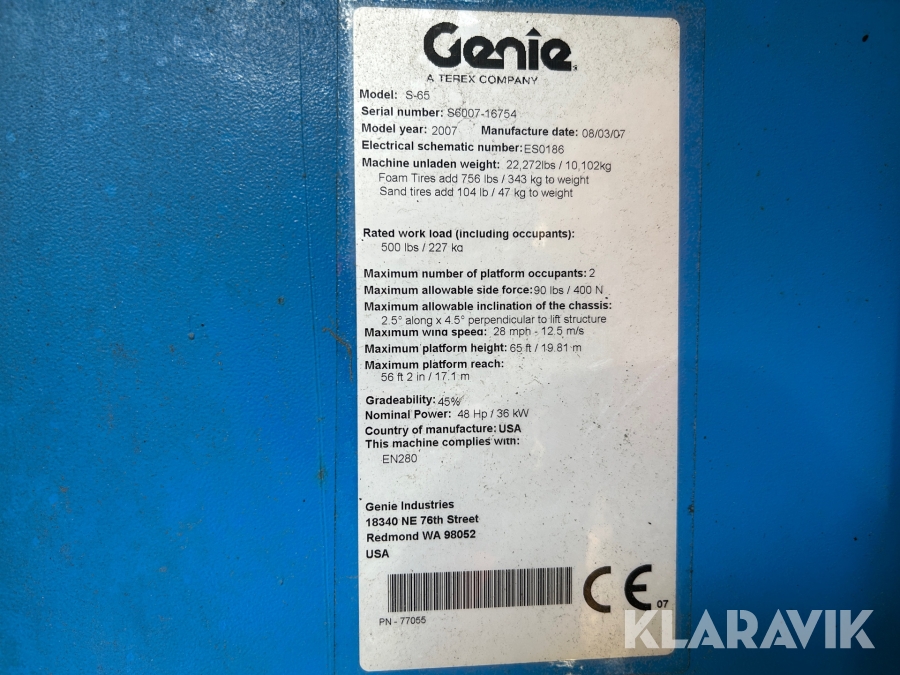 Genie
A TEREX COMPANY
Model: S-65
Serial number: S6007-16754
Model year: 2007 Manufacture date: 08/03/07
Electrical schematic number: ES0186
Machine unladen weight: 22,272lbs / 10,102kg
Foam Tires add 756 lbs / 343 kg to weight
Sand tires add 104 lb / 47 kg to weight
Rated work load (including occupants):
500 lbs / 227 kg
Maximum number of platform occupants: 2
Maximum allowable side force: 90 lbs / 400 N
Maximum allowable inclination of the chassis:
2.5° along x 4.5° perpendicular to lift structure
Maximum wind speed: 28 mph - 12.5 m/s
Maximum platform height: 65 ft / 19.81 m
Maximum platform reach:
56 ft 2 in / 17.1 m
Gradeability: 45%
Nominal Power: 48 Hp / 36 kW
Country of manufacture: USA
This machine complies with:
EN280
Genie Industries
18340 NE 76th Street
Redmond WA 98052
USA
CE 07
PN - 77055
KLARAVIK